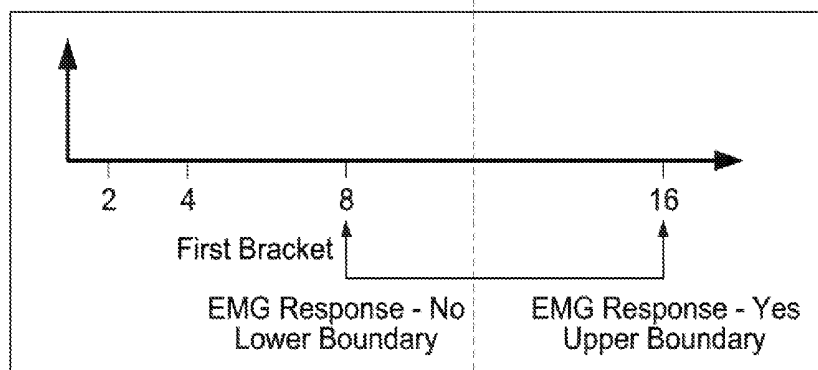 2 4 8 16
First Bracket
EMG Response - No EMG Response - Yes
Lower Boundary Upper Boundary